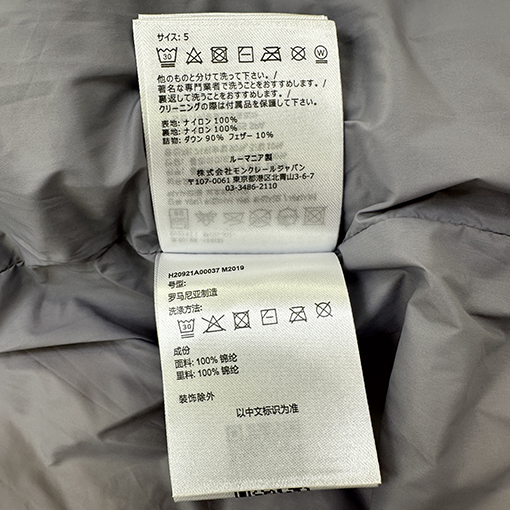 サイズ: 5
30
W
他のものと分けて洗って下さい。/
著名な専門業者で洗うことをおすすめします/
裏返して洗うことをおすすめします/
クリーニングの際は付属品を保護して下さい。
表地: ナイロン 100%
裏地: ナイロン 100%
詰物: ダウン 90% フェザー 10%
ルーマニア製
株式会社モンクレールジャパン
〒107-0061 東京都港区北青山3-6-7
03-3486-2110
H20921A00037 M2019
号型:
罗马尼亚制造
洗涤方法:
30
成份
面料: 100% 锦纶
里料: 100% 锦纶
装饰除外
以中文标识为准